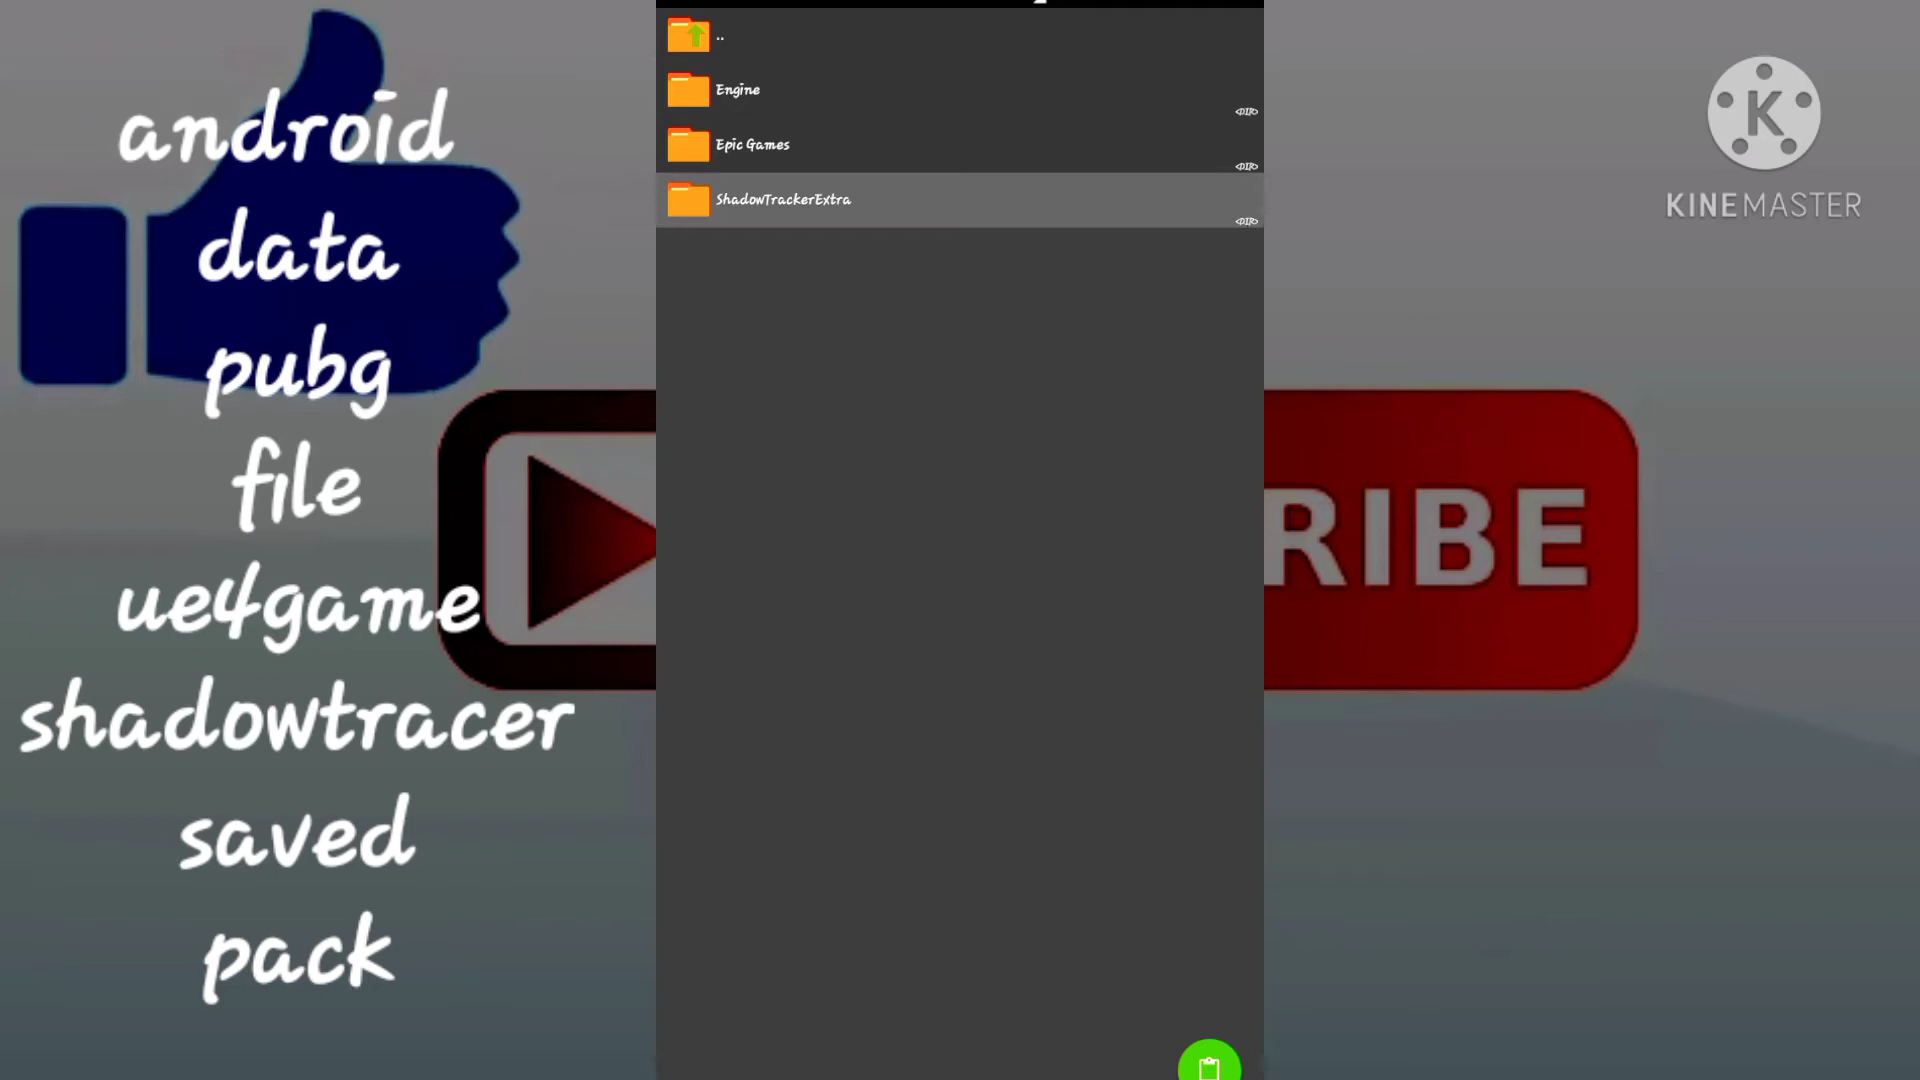 android
data
pubg
file
ue4game
shadowtracer
saved
pack
..
Engine
<DIR>
Epic Games
<DIR>
ShadowTrackerExtra
<DIR>
K
KINEMASTER
RIBE